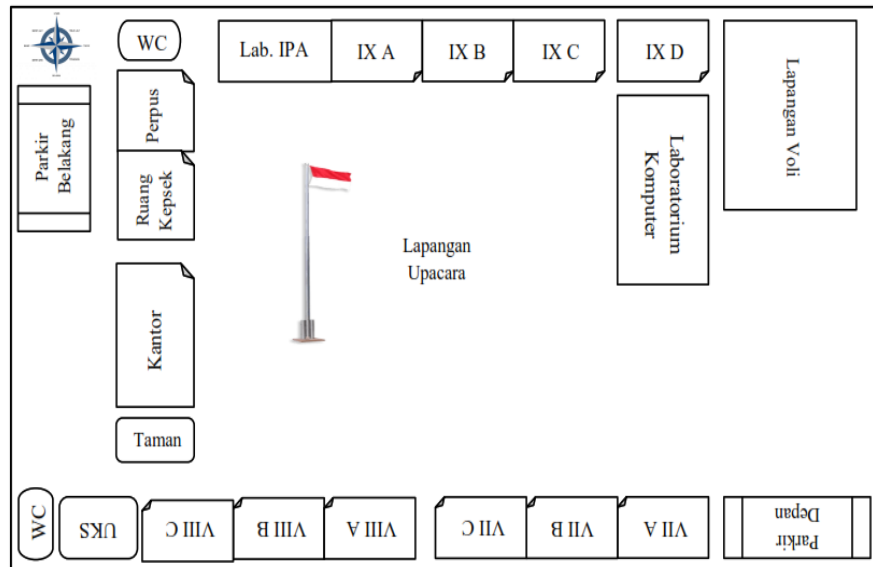 WC
Lab. IPA
IX A
IX B
IX C
IX D
Lapangan Voli
Perpus
Parkir
Belakang
Ruang
Kepsek
Laboratorium
Komputer
Lapangan
Upacara
Kantor
Taman
WC
UKS
VIII C
VIII B
VIII A
VII C
VII B
VII A
Parkir
Depan